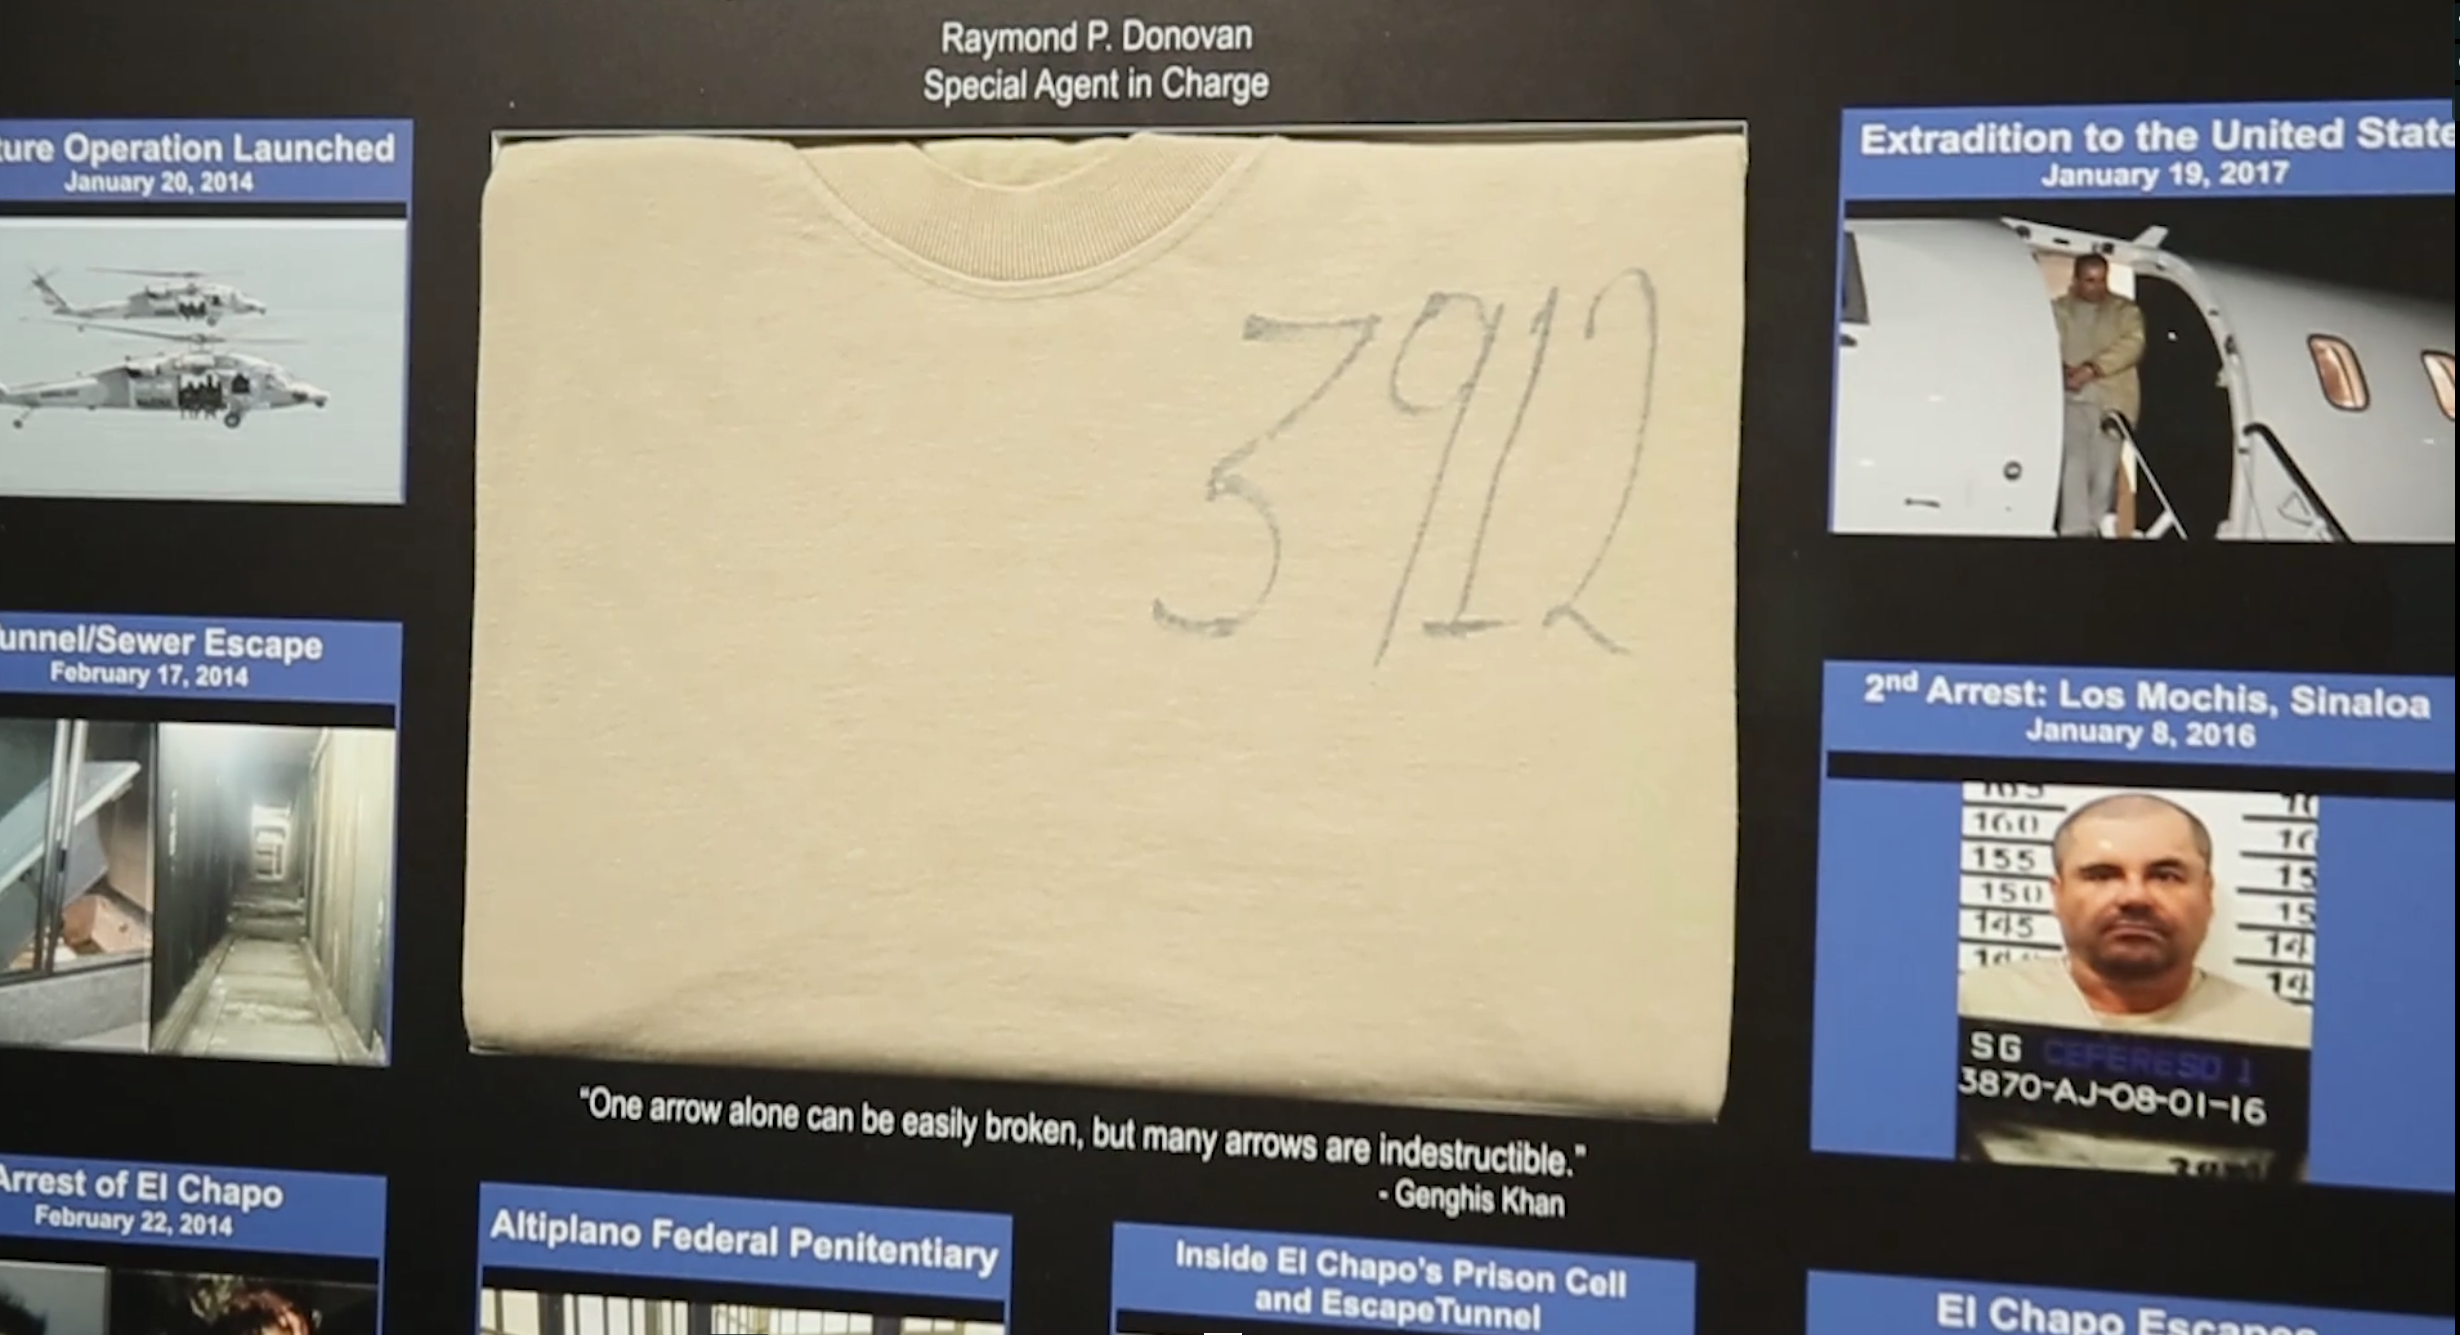 Raymond P. Donovan
Special Agent in Charge
ture Operation Launched
January 20, 2014
3912
Extradition to the United State
January 19, 2017
unnel/Sewer Escape
February 17, 2014
2nd Arrest: Los Mochis, Sinaloa
January 8, 2016
160
155
150
145
SG CEFERESO 1
3870-AJ-08-01-16
"One arrow alone can be easily broken, but many arrows are indestructible."
- Genghis Khan
Arrest of El Chapo
February 22, 2014
Altiplano Federal Penitentiary
Inside El Chapo's Prison Cell
and EscapeTunnel
El Chapo Escapes